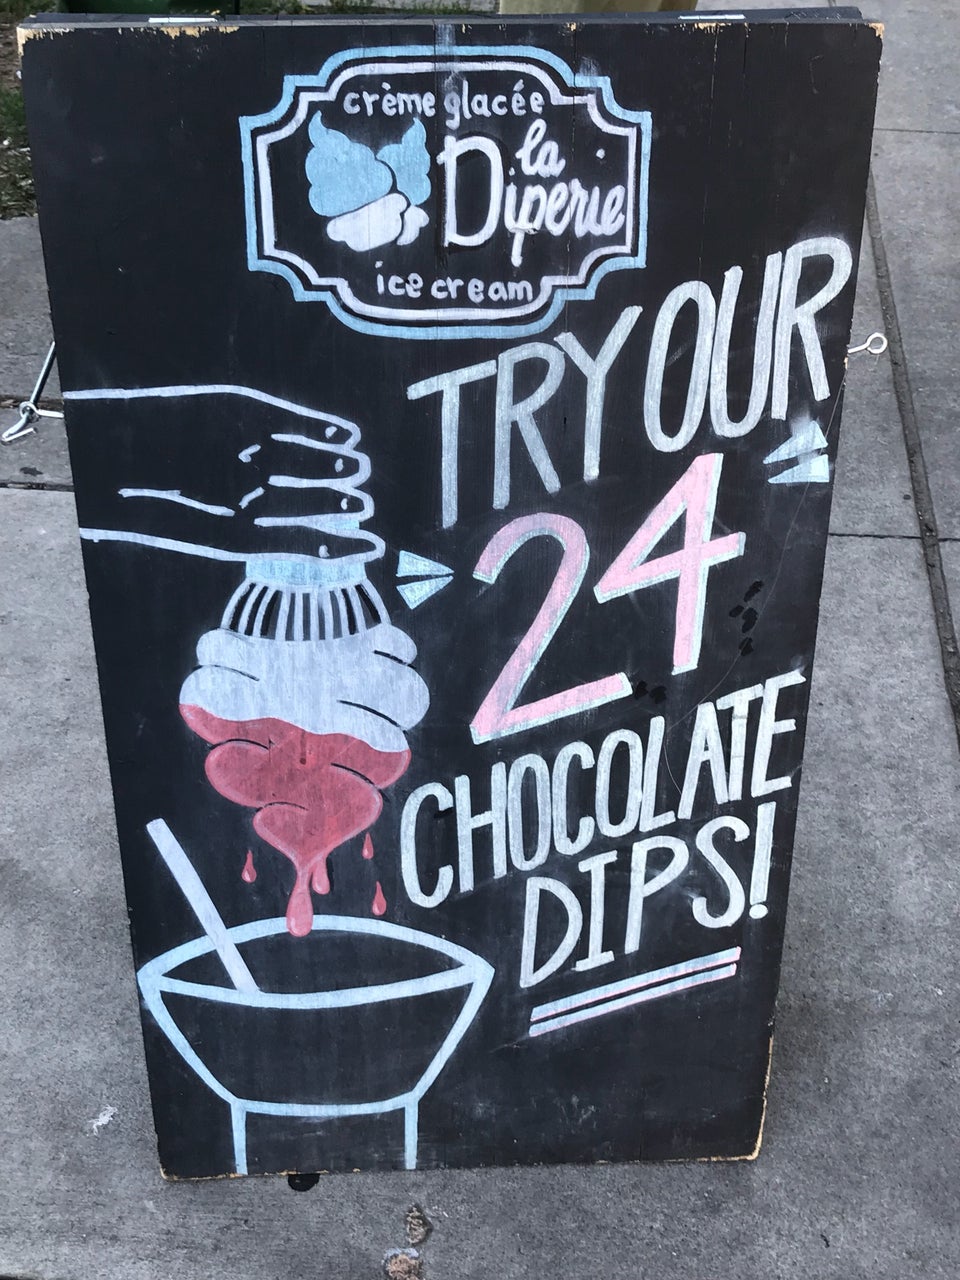 crème glacée
la
Diperie
ice cream
TRY OUR
24
CHOCOLATE
DIPS!